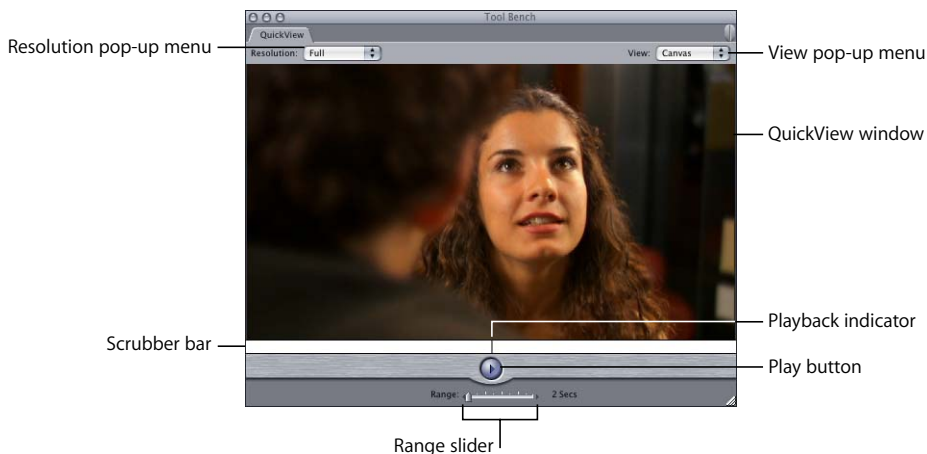 Tool Bench
QuickView
Resolution pop-up menu
Resolution: Full
View: Canvas
View pop-up menu
QuickView window
Playback indicator
Scrubber bar
Play button
Range: 2 Secs
Range slider